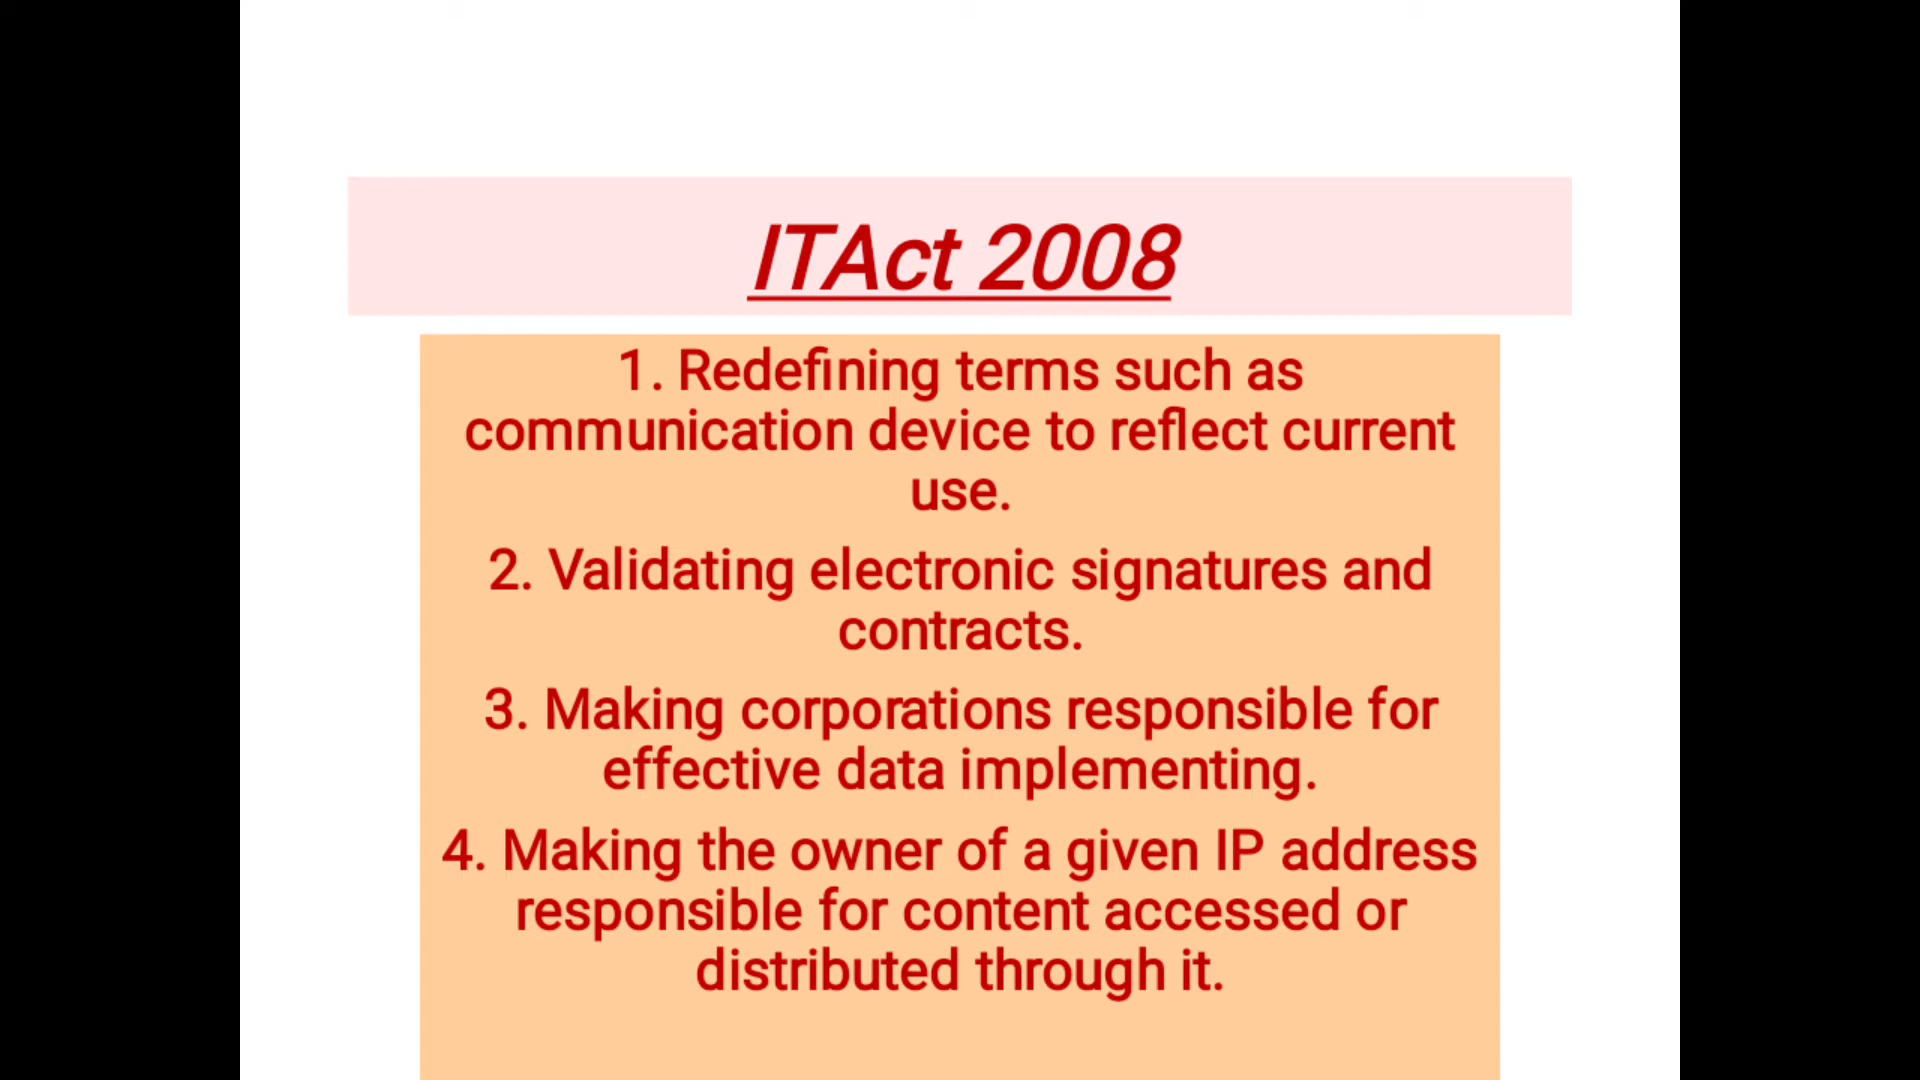 ITAct 2008
1. Redefining terms such as
communication device to reflect current
use.
2. Validating electronic signatures and
contracts.
3. Making corporations responsible for
effective data implementing.
4. Making the owner of a given IP address
responsible for content accessed or
distributed through it.